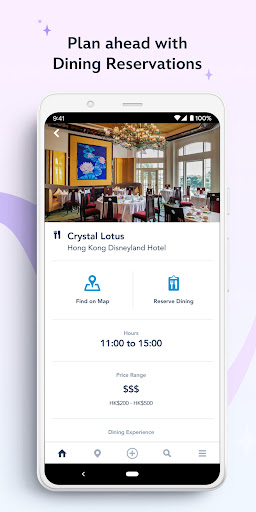 Plan ahead with
Dining Reservations
9:41
100%
Crystal Lotus
Hong Kong Disneyland Hotel
Find on Map
Reserve Dining
Hours
11:00 to 15:00
Price Range
$$$
HK$200 - HK$500
Dining Experience